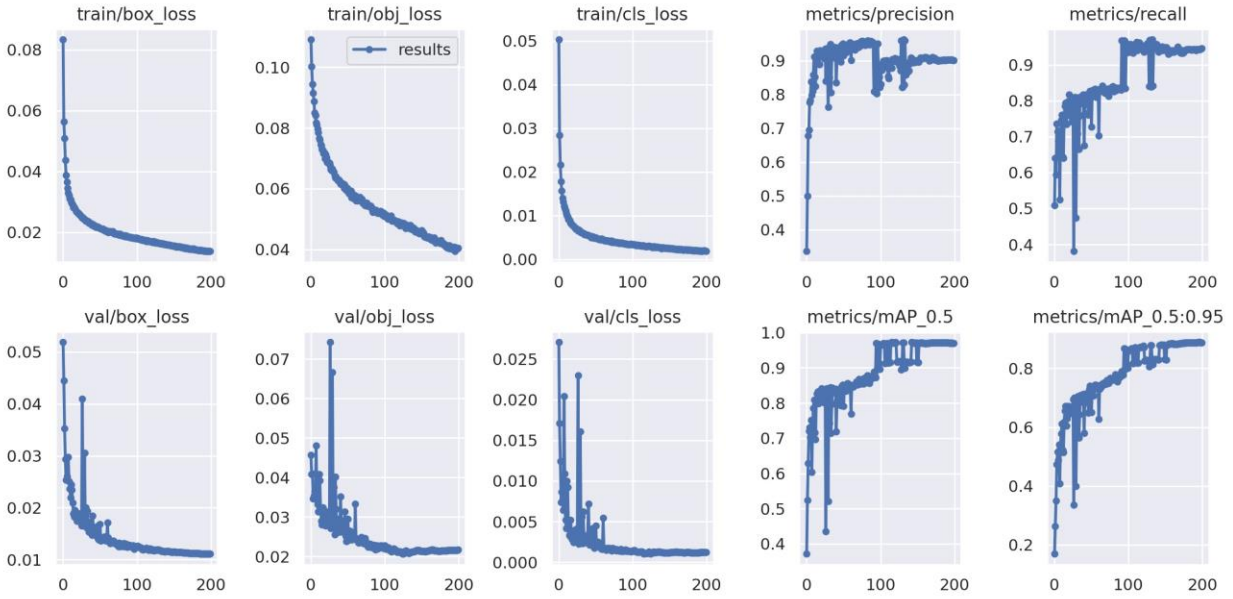 train/box_loss
0.08
0.06
0.04
0.02
0 100 200
train/obj_loss
results
0.10
0.08
0.06
0.04
0 100 200
train/cls_loss
0.05
0.04
0.03
0.02
0.01
0.00
0 100 200
metrics/precision
0.9
0.8
0.7
0.6
0.5
0.4
0 100 200
metrics/recall
0.9
0.8
0.7
0.6
0.5
0.4
0 100 200
val/box_loss
0.05
0.04
0.03
0.02
0.01
0 100 200
val/obj_loss
0.07
0.06
0.05
0.04
0.03
0.02
0 100 200
val/cls_loss
0.025
0.020
0.015
0.010
0.005
0.000
0 100 200
metrics/mAP_0.5
1.0
0.9
0.8
0.7
0.6
0.5
0.4
0 100 200
metrics/mAP_0.5:0.95
0.8
0.6
0.4
0.2
0 100 200